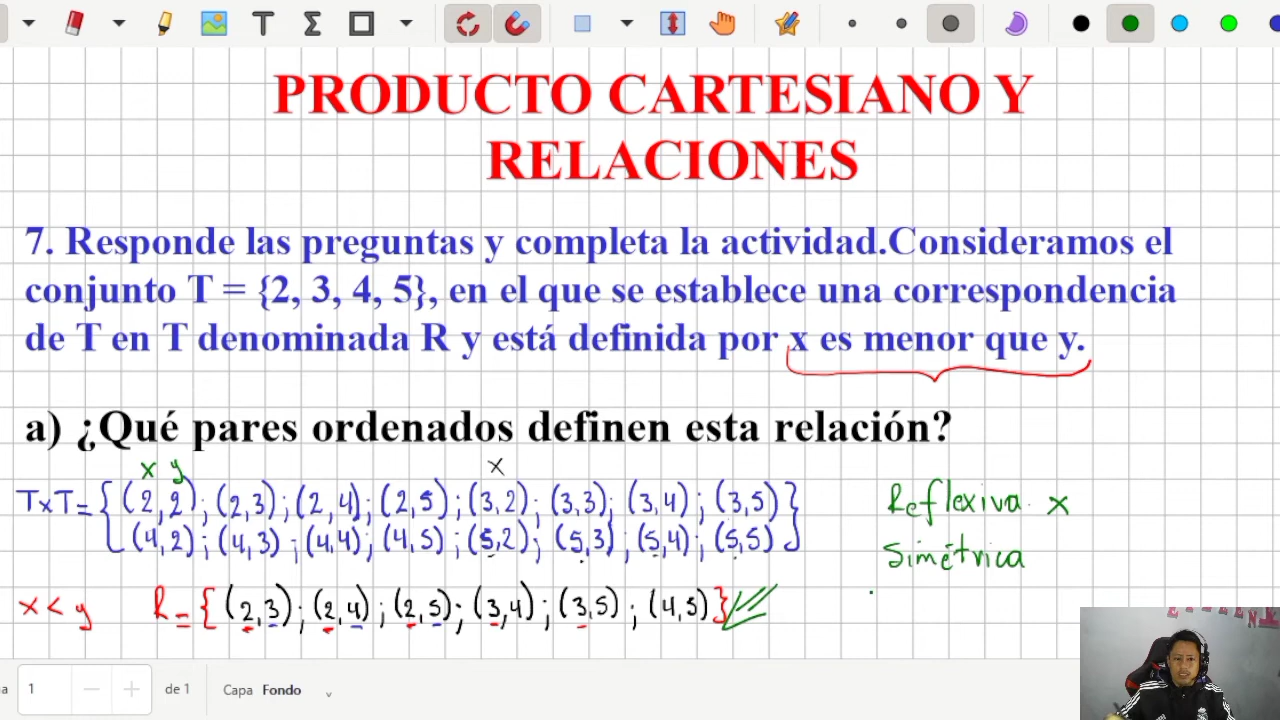 PRODUCTO CARTESIANO Y
RELACIONES
7. Responde las preguntas y completa la actividad.Consideramos el
conjunto T = {2, 3, 4, 5}, en el que se establece una correspondencia
de T en T denominada R y está definida por x es menor que y.
a) ¿Qué pares ordenados definen esta relación?
x y x
TxT = {(2,2); (2,3); (2,4); (2,5); (3,2); (3,3); (3,4); (3,5)}
(4,2); (4,3); (4,4); (4,5); (5,2); (5,3); (5,4); (5,5)
Reflexiva x
Simétrica
x < y R = {(2,3); (2,4); (2,5); (3,4); (3,5); (4,5)}
1 de 1 Capa Fondo